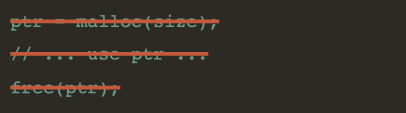 ptr = malloc(size);
// ... use ptr ...
free(ptr);